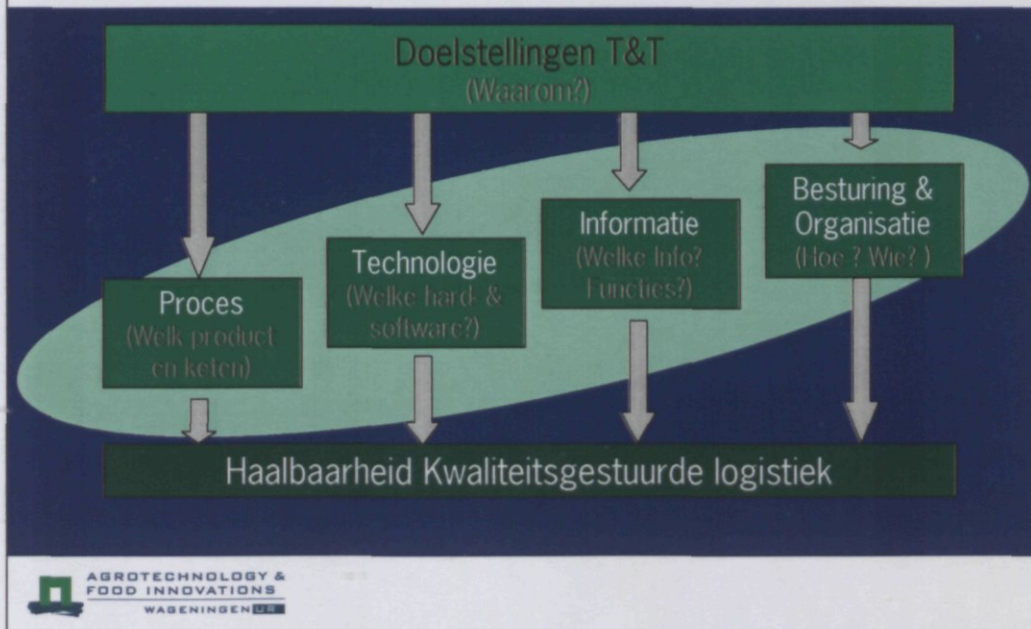 Doelstellingen T&T
(Waarom?)
Proces
(Welk product
en keten)
Technologie
(Welke hard- &
software?)
Informatie
(Welke Info?
Functies?)
Besturing &
Organisatie
(Hoe ? Wie? )
Haalbaarheid Kwaliteitsgestuurde logistiek
AGROTECHNOLOGY &
FOOD INNOVATIONS
WAGENINGEN UR